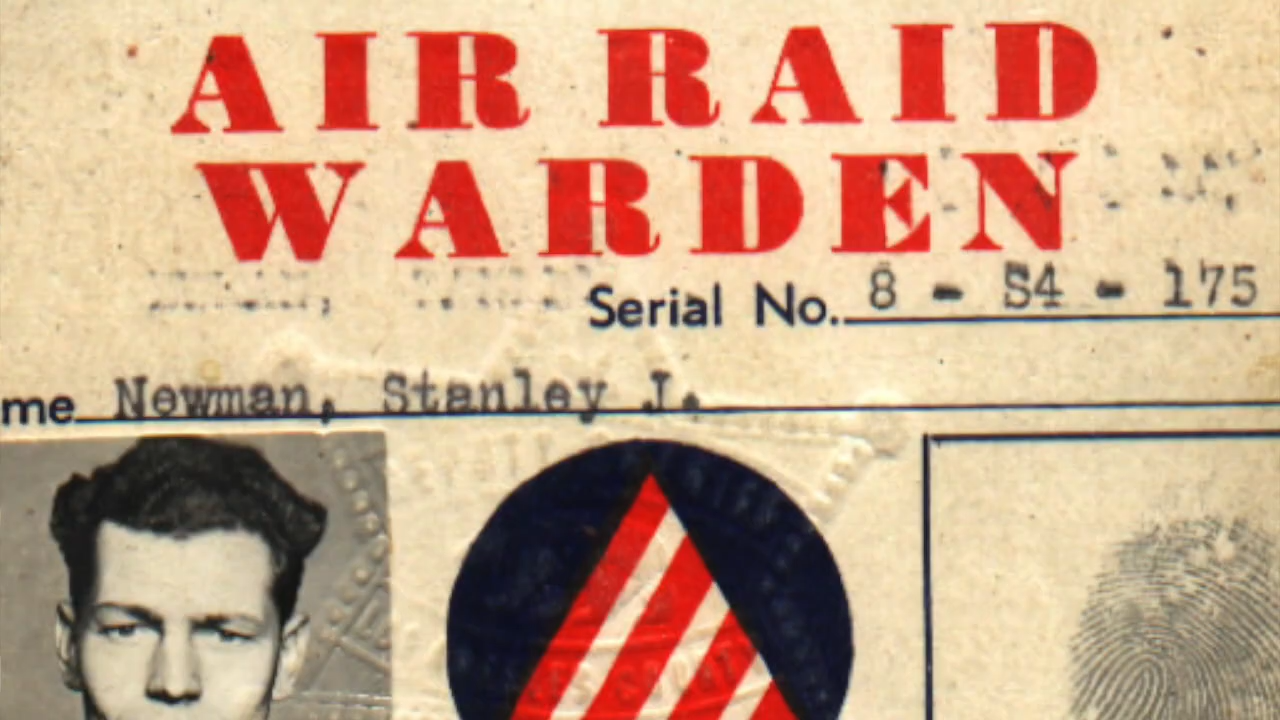 AIR RAID
WARDEN
Serial No. 8 - S4 - 175
me Newman, Stanley J.